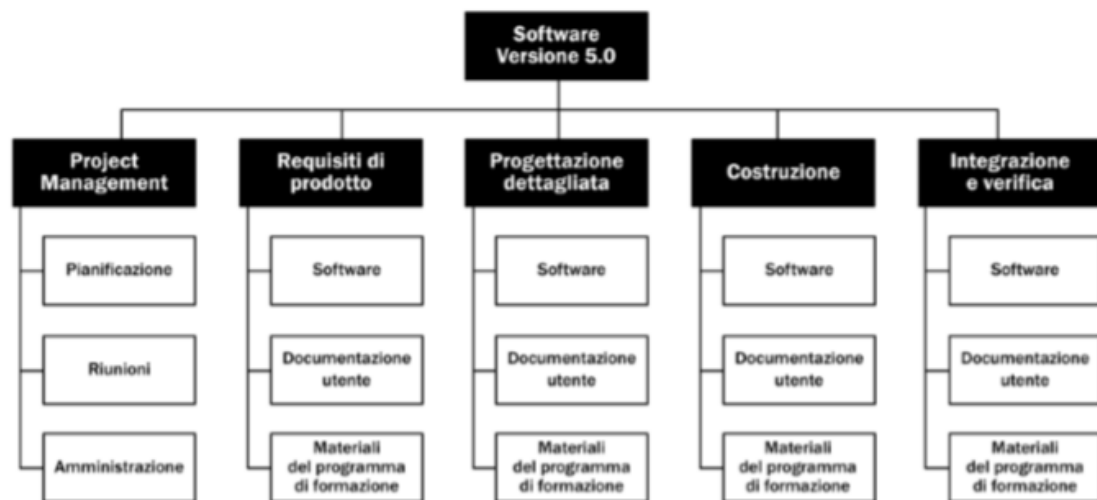 Software
Versione 5.0
Project
Management
Requisiti di
prodotto
Progettazione
dettagliata
Costruzione
Integrazione
e verifica
Pianificazione
Software
Software
Software
Software
Riunioni
Documentazione
utente
Documentazione
utente
Documentazione
utente
Documentazione
utente
Amministrazione
Materiali
del programma
di formazione
Materiali
del programma
di formazione
Materiali
del programma
di formazione
Materiali
del programma
di formazione